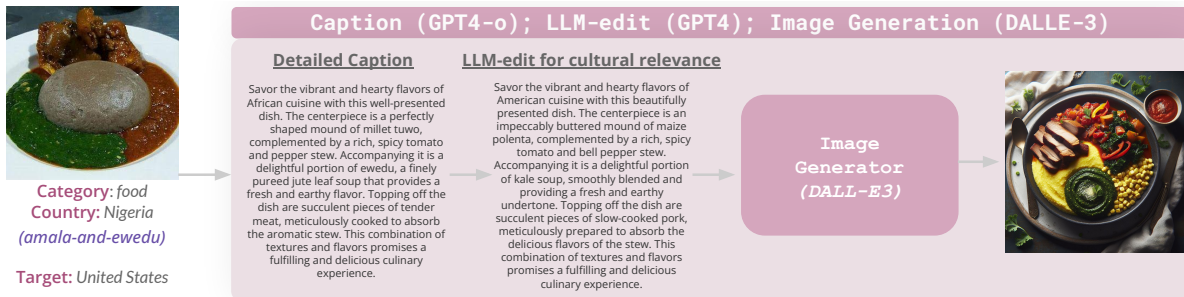 Caption (GPT4-o); LLM-edit (GPT4); Image Generation (DALLE-3)
Detailed Caption
Savor the vibrant and hearty flavors of
African cuisine with this well-presented
dish. The centerpiece is a perfectly
shaped mound of millet tuwo,
complemented by a rich, spicy tomato
and pepper stew. Accompanying it is a
delightful portion of ewedu, a finely
pureed jute leaf soup that provides a
fresh and earthy flavor. Topping off the
dish are succulent pieces of tender
meat, meticulously cooked to absorb
the aromatic stew. This combination of
textures and flavors promises a
fulfilling and delicious culinary
experience.
LLM-edit for cultural relevance
Savor the vibrant and hearty flavors of
American cuisine with this beautifully
presented dish. The centerpiece is an
impeccably buttered mound of maize
polenta, complemented by a rich, spicy
tomato and bell pepper stew.
Accompanying it is a delightful portion
of kale soup, smoothly blended and
providing a fresh and earthy
undertone. Topping off the dish are
succulent pieces of slow-cooked pork,
meticulously prepared to absorb the
delicious flavors of the stew. This
combination of textures and flavors
promises a fulfilling and delicious
culinary experience.
Image
Generator
(DALL-E3)
Category: food
Country: Nigeria
(amala-and-ewedu)
Target: United States